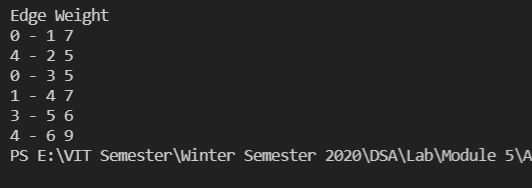 Edge Weight
0 - 1 7
4 - 2 5
0 - 3 5
1 - 4 7
3 - 5 6
4 - 6 9
PS E:\VIT Semester\Winter Semester 2020\DSA\Lab\Module 5\A